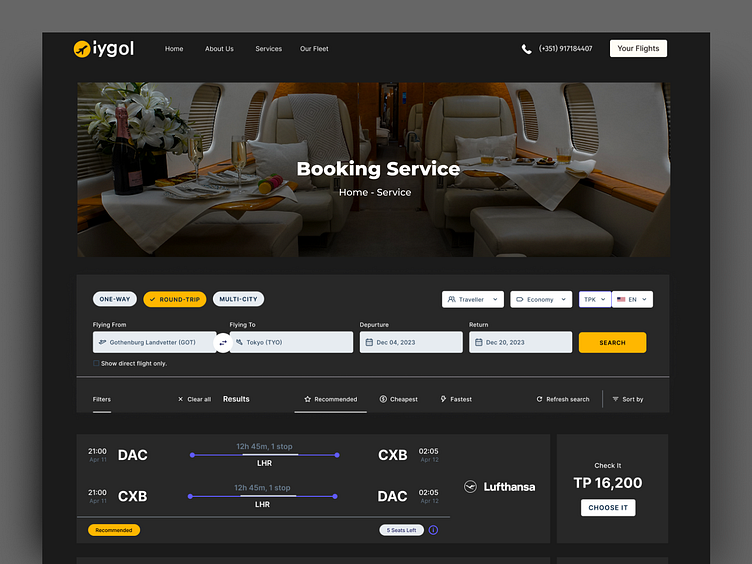 iygol Home About Us Services Our Fleet (+351) 917184407 Your Flights
Booking Service
Home - Service
ONE-WAY ROUND-TRIP MULTI-CITY Traveller Economy TPK EN
Flying From Flying To Depurture Return
Gothenburg Landvetter (GOT) Tokyo (TYO) Dec 04, 2023 Dec 20, 2023 SEARCH
Show direct flight only.
Filters Clear all Results Recommended Cheapest Fastest Refresh search Sort by
12h 45m, 1 stop
21:00 DAC CXB 02:05
Apr 11 LHR Apr 12
Check It
TP 16,200
CHOOSE IT
Lufthansa
12h 45m, 1 stop
21:00 CXB DAC 02:05
Apr 11 LHR Apr 12
Recommended 5 Seats Left